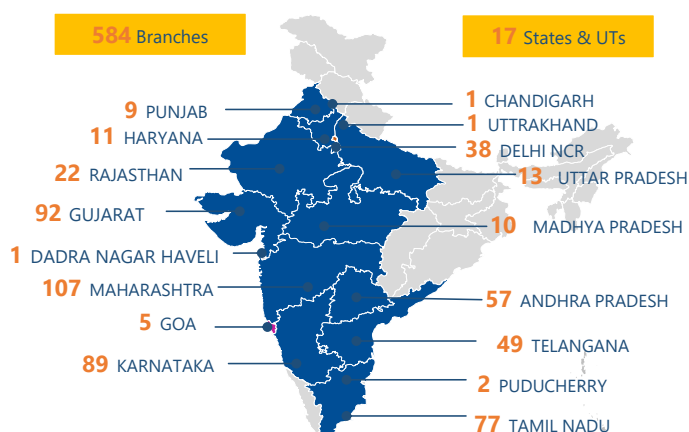 584 Branches
17 States & UTs
9 PUNJAB
1 CHANDIGARH
11 HARYANA
1 UTTRAKHAND
38 DELHI NCR
22 RAJASTHAN
13 UTTAR PRADESH
92 GUJARAT
10 MADHYA PRADESH
1 DADRA NAGAR HAVELI
107 MAHARASHTRA
57 ANDHRA PRADESH
5 GOA
49 TELANGANA
89 KARNATAKA
2 PUDUCHERRY
77 TAMIL NADU